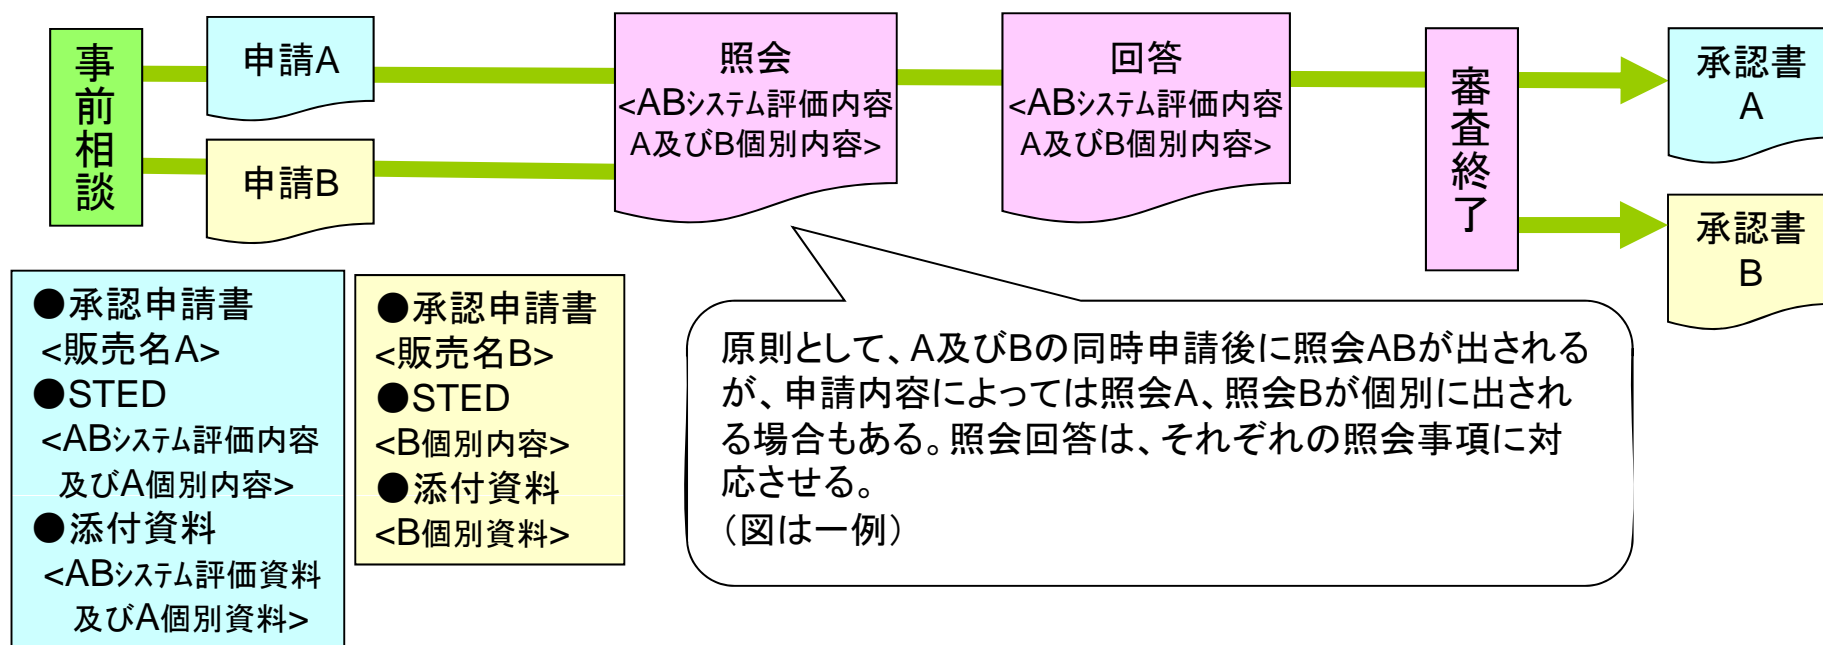 事前相談
申請A
申請B
照会
<ABシステム評価内容
A及びB個別内容>
回答
<ABシステム評価内容
A及びB個別内容>
審査終了
承認書
A
承認書
B
●承認申請書
<販売名A>
●STED
<ABシステム評価内容
及びA個別内容>
●添付資料
<ABシステム評価資料
及びA個別資料>
●承認申請書
<販売名B>
●STED
<B個別内容>
●添付資料
<B個別資料>
原則として、A及びBの同時申請後に照会ABが出される
が、申請内容によっては照会A、照会Bが個別に出され
る場合もある。照会回答は、それぞれの照会事項に対
応させる。
（図は一例）